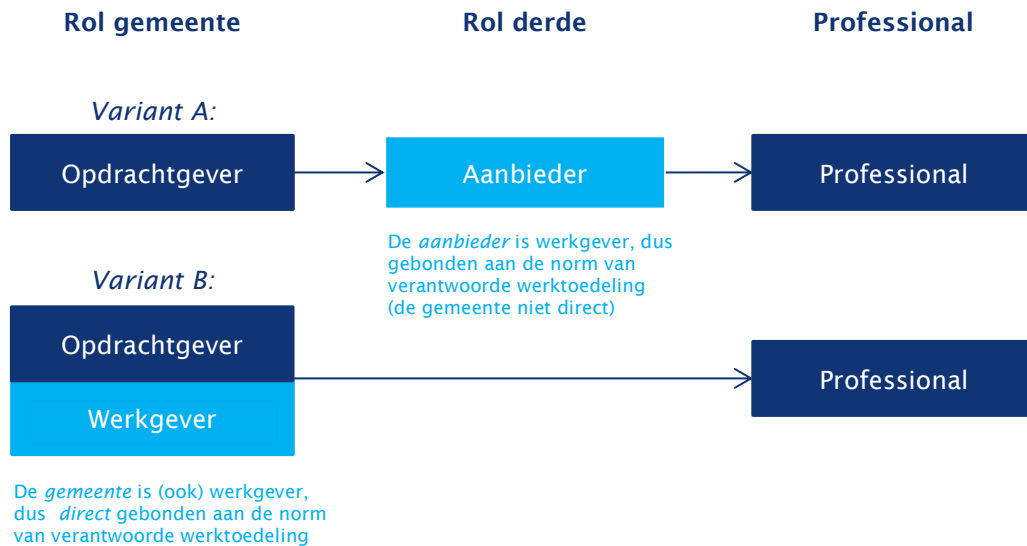 Rol gemeente
Rol derde
Professional
Variant A:
Opdrachtgever
Aanbieder
Professional
De aanbieder is werkgever, dus
gebonden aan de norm van
verantwoorde werktoedeling
(de gemeente niet direct)
Variant B:
Opdrachtgever
Werkgever
Professional
De gemeente is (ook) werkgever,
dus direct gebonden aan de norm
van verantwoorde werktoedeling